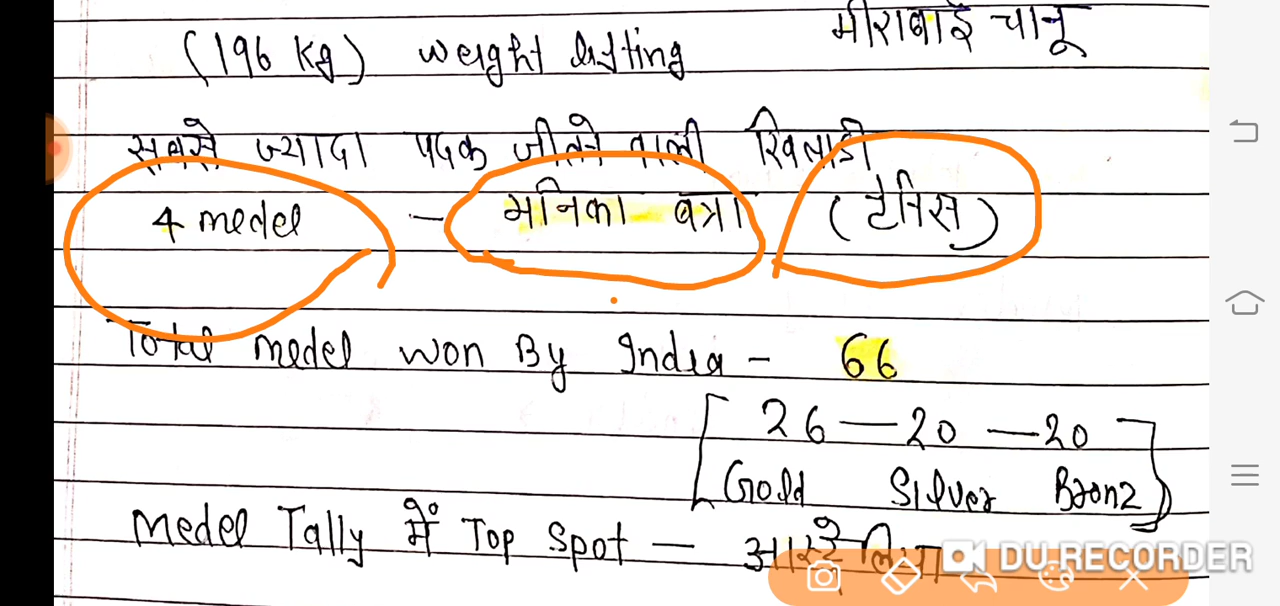 मीराबाई चानू
(196 Kg) weight lifting
सबसे ज्यादा पदक जीतने वाली खिलाडी
4 medel - मनिका बत्रा (टेनिस)
Total medel won By India - 66
26 — 20 — 20
Gold Silver Bronz
Medel Tally में Top Spot — आस्ट्रेलिया
DU RECORDER